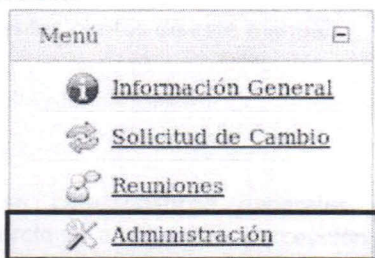 Menú
Información General
Solicitud de Cambio
Reuniones
Administración